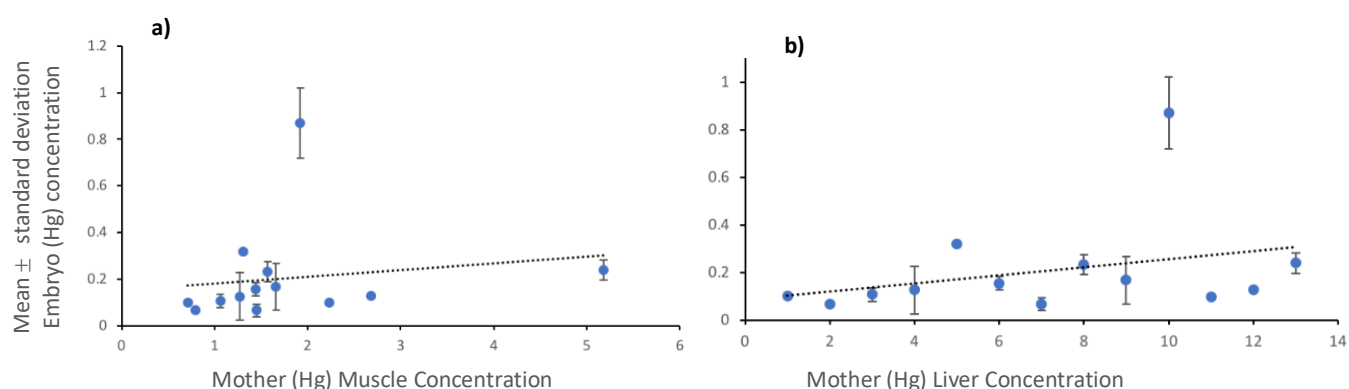 a)
1.2
1
0.8
0.6
0.4
0.2
0
0 1 2 3 4 5 6
Mean ± standard deviation
Embryo (Hg) concentration
Mother (Hg) Muscle Concentration
b)
1
0.8
0.6
0.4
0.2
0
0 2 4 6 8 10 12 14
Mother (Hg) Liver Concentration